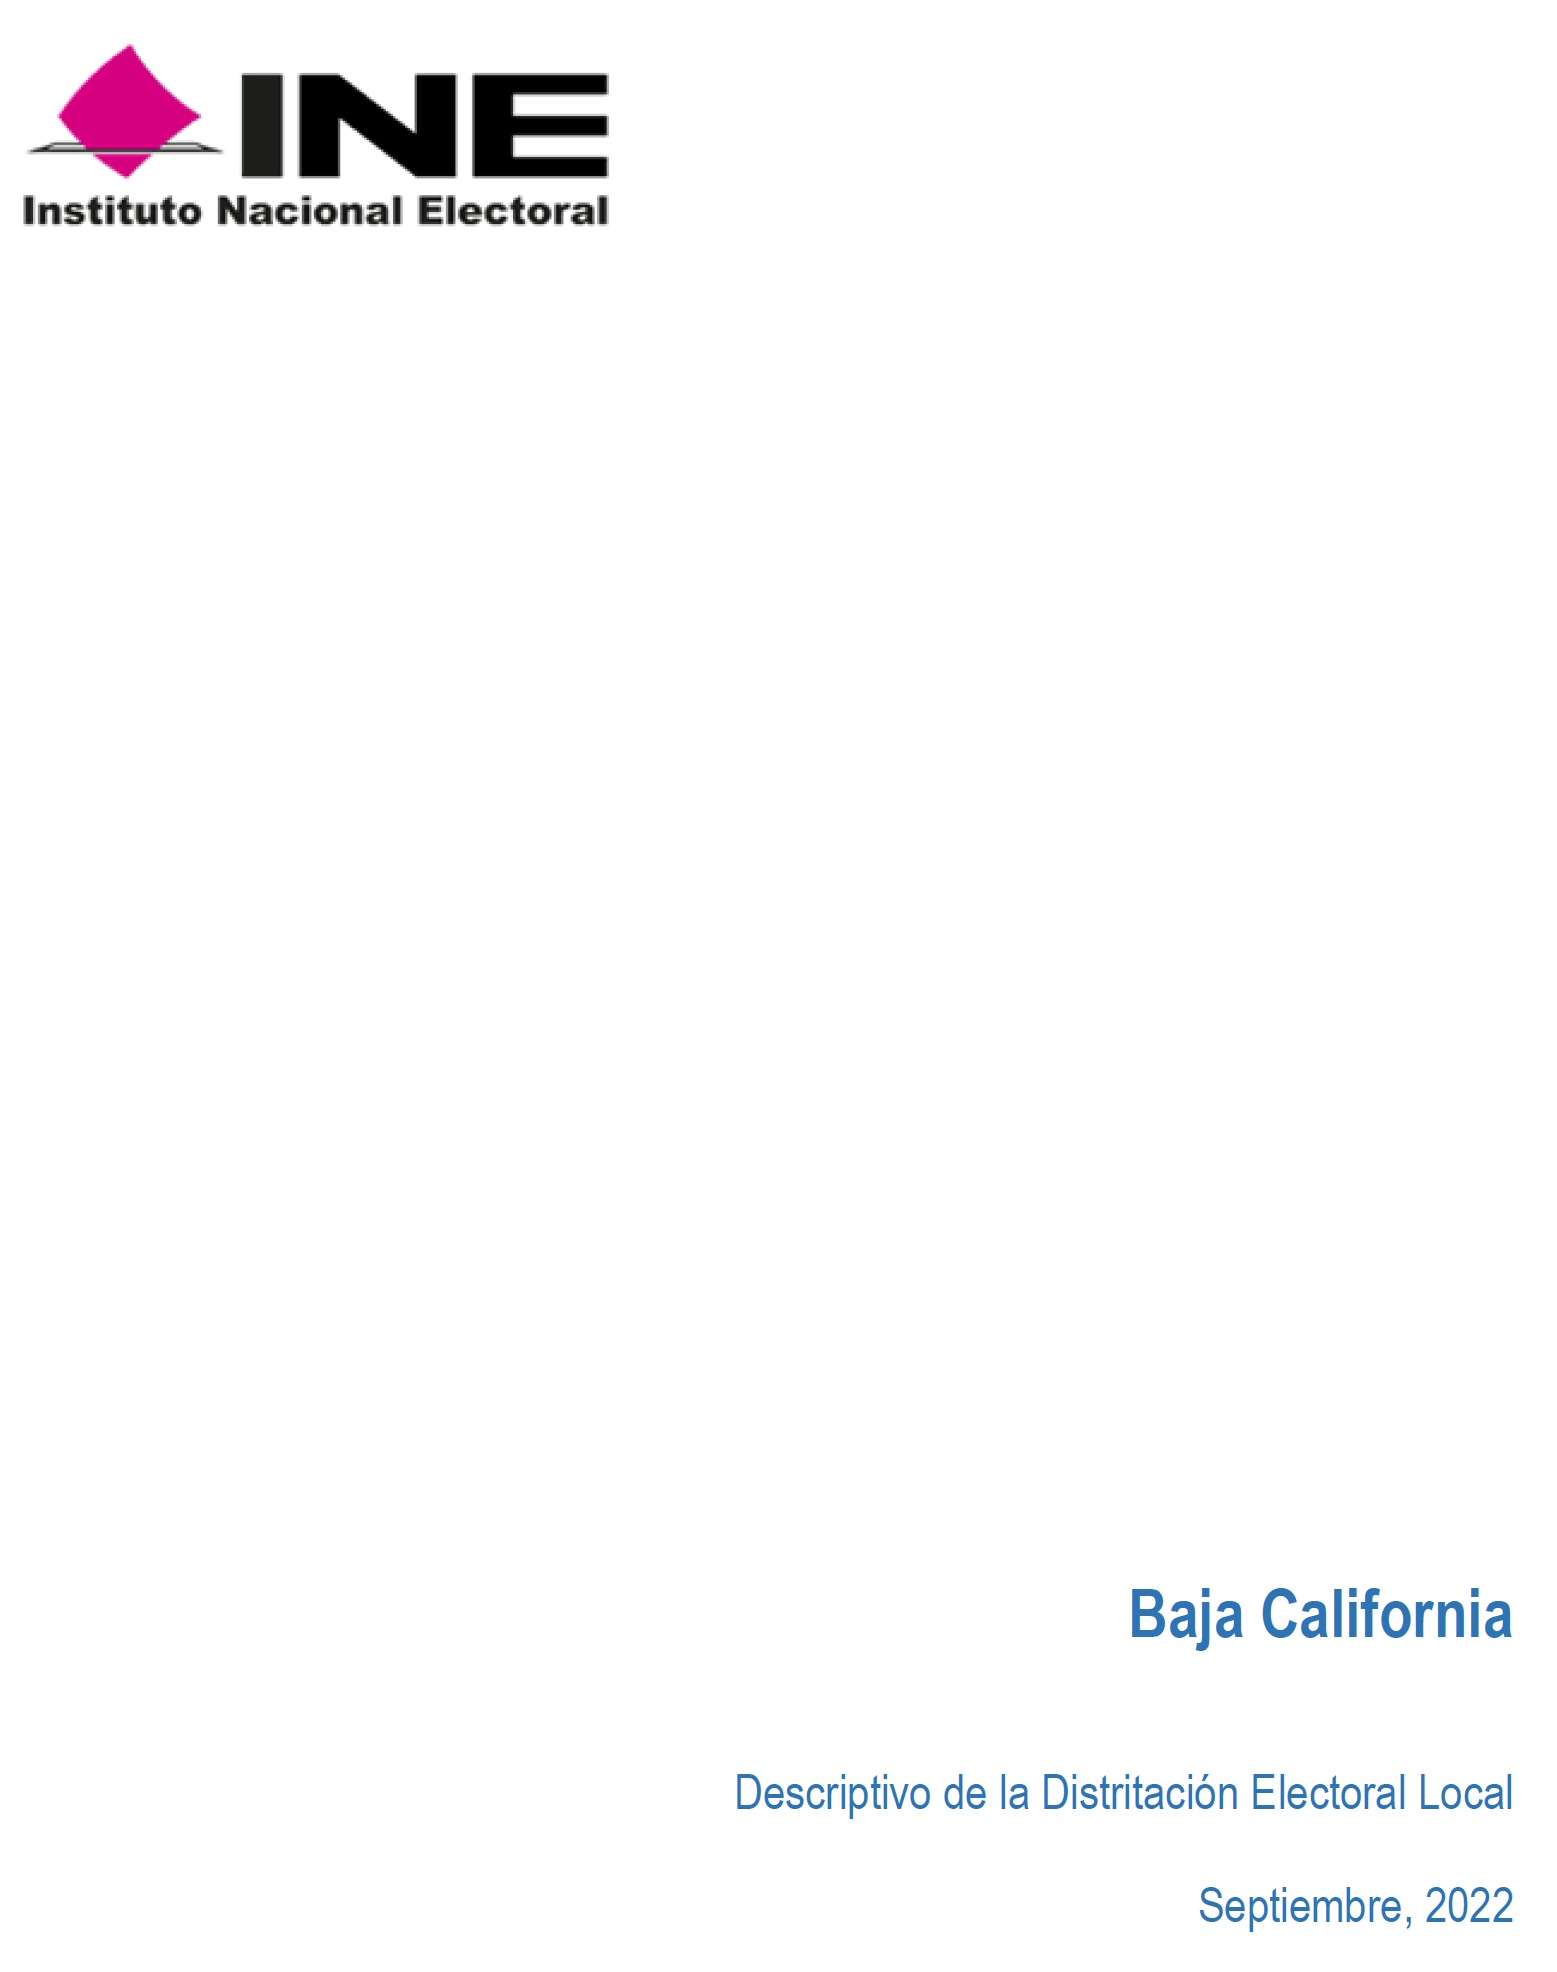 INE
Instituto Nacional Electoral
Baja California
Descriptivo de la Distritación Electoral Local
Septiembre, 2022